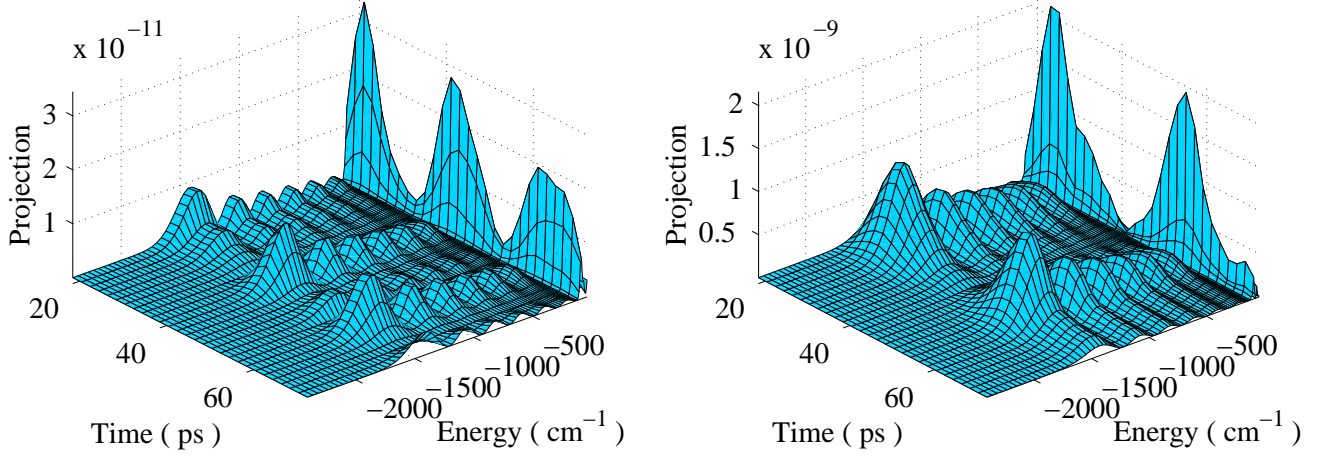 x 10−11
3
2
1
Projection
20
40
60
Time ( ps )
−2000
−1500
−1000
−500
Energy ( cm−1 )
x 10−9
2
1.5
1
0.5
Projection
20
40
60
Time ( ps )
−2000
−1500
−1000
−500
Energy ( cm−1 )